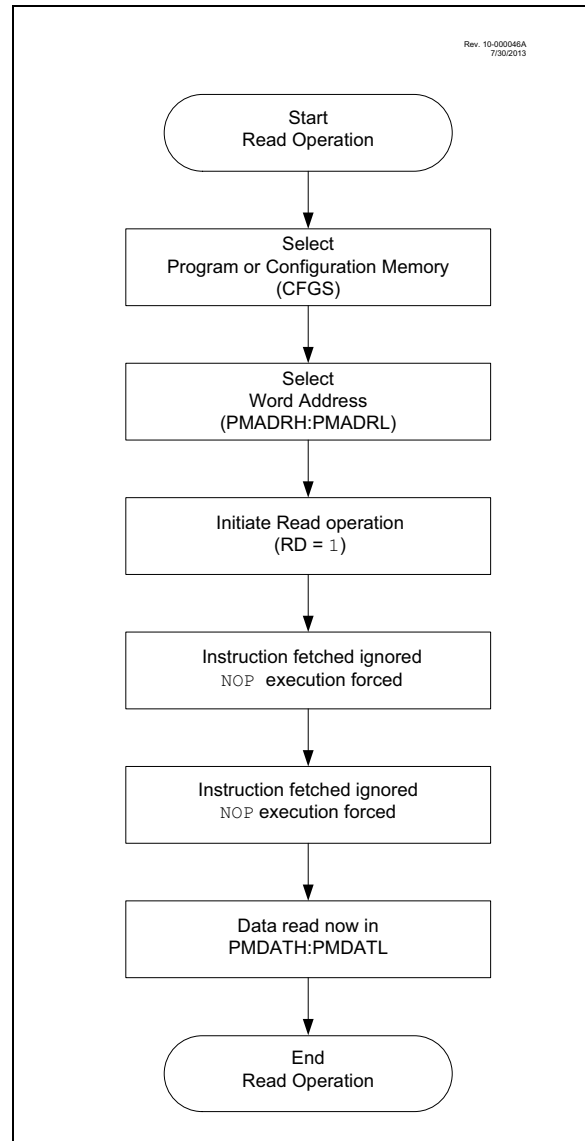 Rev. 10-000046A
7/30/2013
Start
Read Operation
Select
Program or Configuration Memory
(CFGS)
Select
Word Address
(PMADRH:PMADRL)
Initiate Read operation
(RD = 1)
Instruction fetched ignored
NOP execution forced
Instruction fetched ignored
NOP execution forced
Data read now in
PMDATH:PMDATL
End
Read Operation